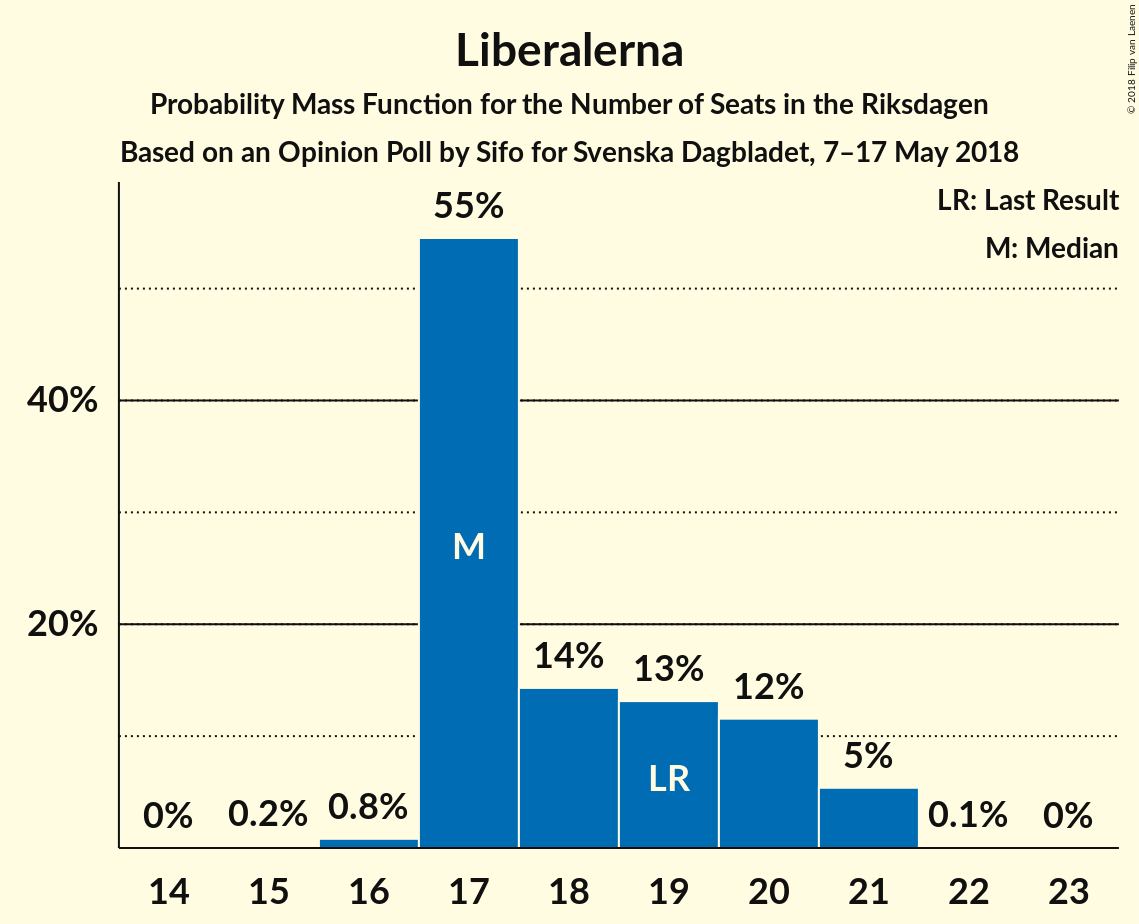 Liberalerna
Probability Mass Function for the Number of Seats in the Riksdagen
Based on an Opinion Poll by Sifo for Svenska Dagbladet, 7–17 May 2018
© 2018 Filip van Laenen
LR: Last Result
M: Median
55%
40%
M
20%
14%
13%
12%
5%
LR
0%
0.2%
0.8%
0.1%
0%
14 15 16 17 18 19 20 21 22 23